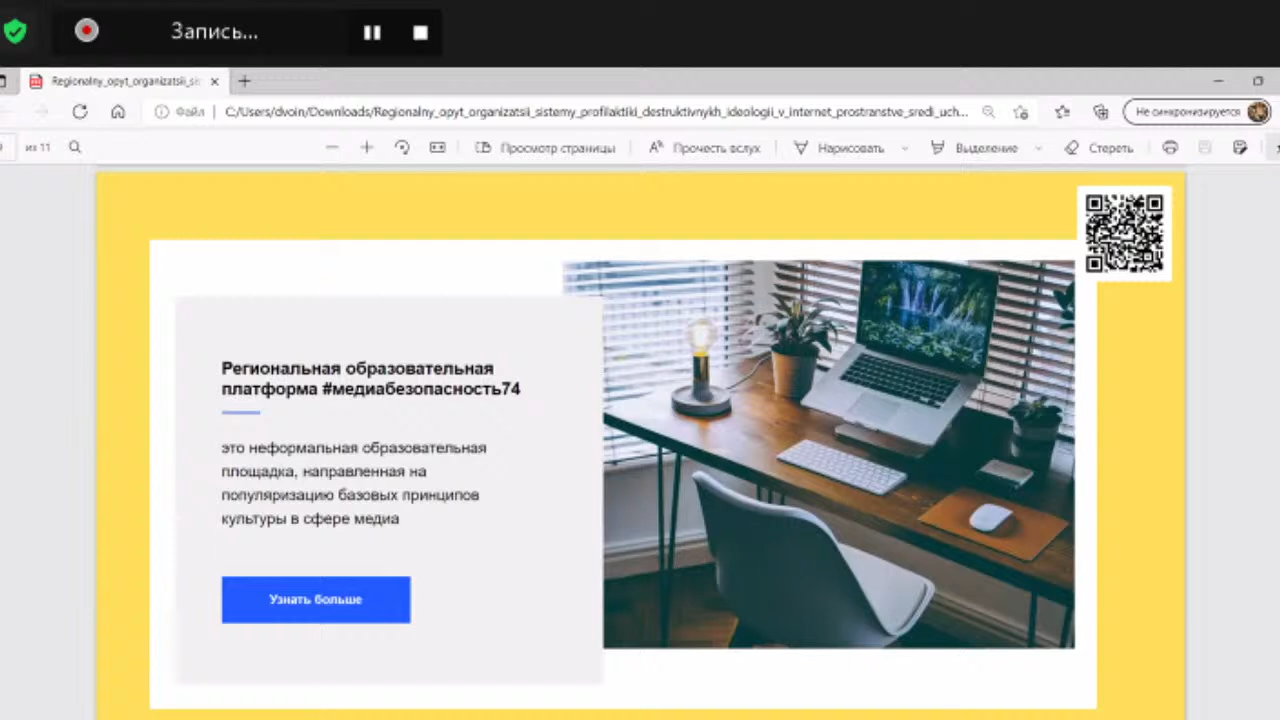 Запись...
Regionalny_opyt_organizatsii_si
Файл
C:/Users/dvoin/Downloads/Regionalny_opyt_organizatsii_sistemy_profilaktiki_destruktivnykh_ideologii_v_internet_prostranstve_sredi_uch...
Не синхронизируется
из 11
Просмотр страницы
Прочесть вслух
Нарисовать
Выделение
Стереть
Региональная образовательная
платформа #медиабезопасность74
это неформальная образовательная
площадка, направленная на
популяризацию базовых принципов
культуры в сфере медиа
Узнать больше